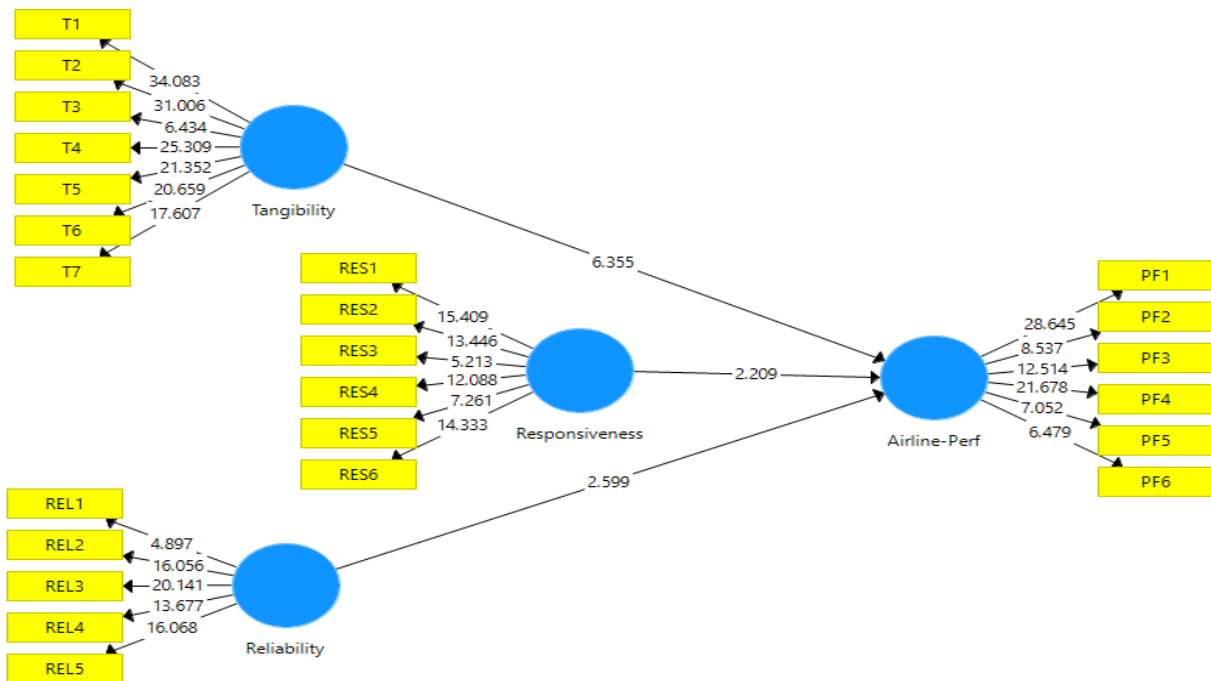 T1
T2
T3
T4
T5
T6
T7
34.083
31.006
6.434
25.309
21.352
20.659
17.607
Tangibility
6.355
RES1
RES2
RES3
RES4
RES5
RES6
15.409
13.446
5.213
12.088
7.261
14.333
Responsiveness
2.209
REL1
REL2
REL3
REL4
REL5
4.897
16.056
20.141
13.677
16.068
Reliability
2.599
Airline-Perf
28.645
8.537
12.514
21.678
7.052
6.479
PF1
PF2
PF3
PF4
PF5
PF6